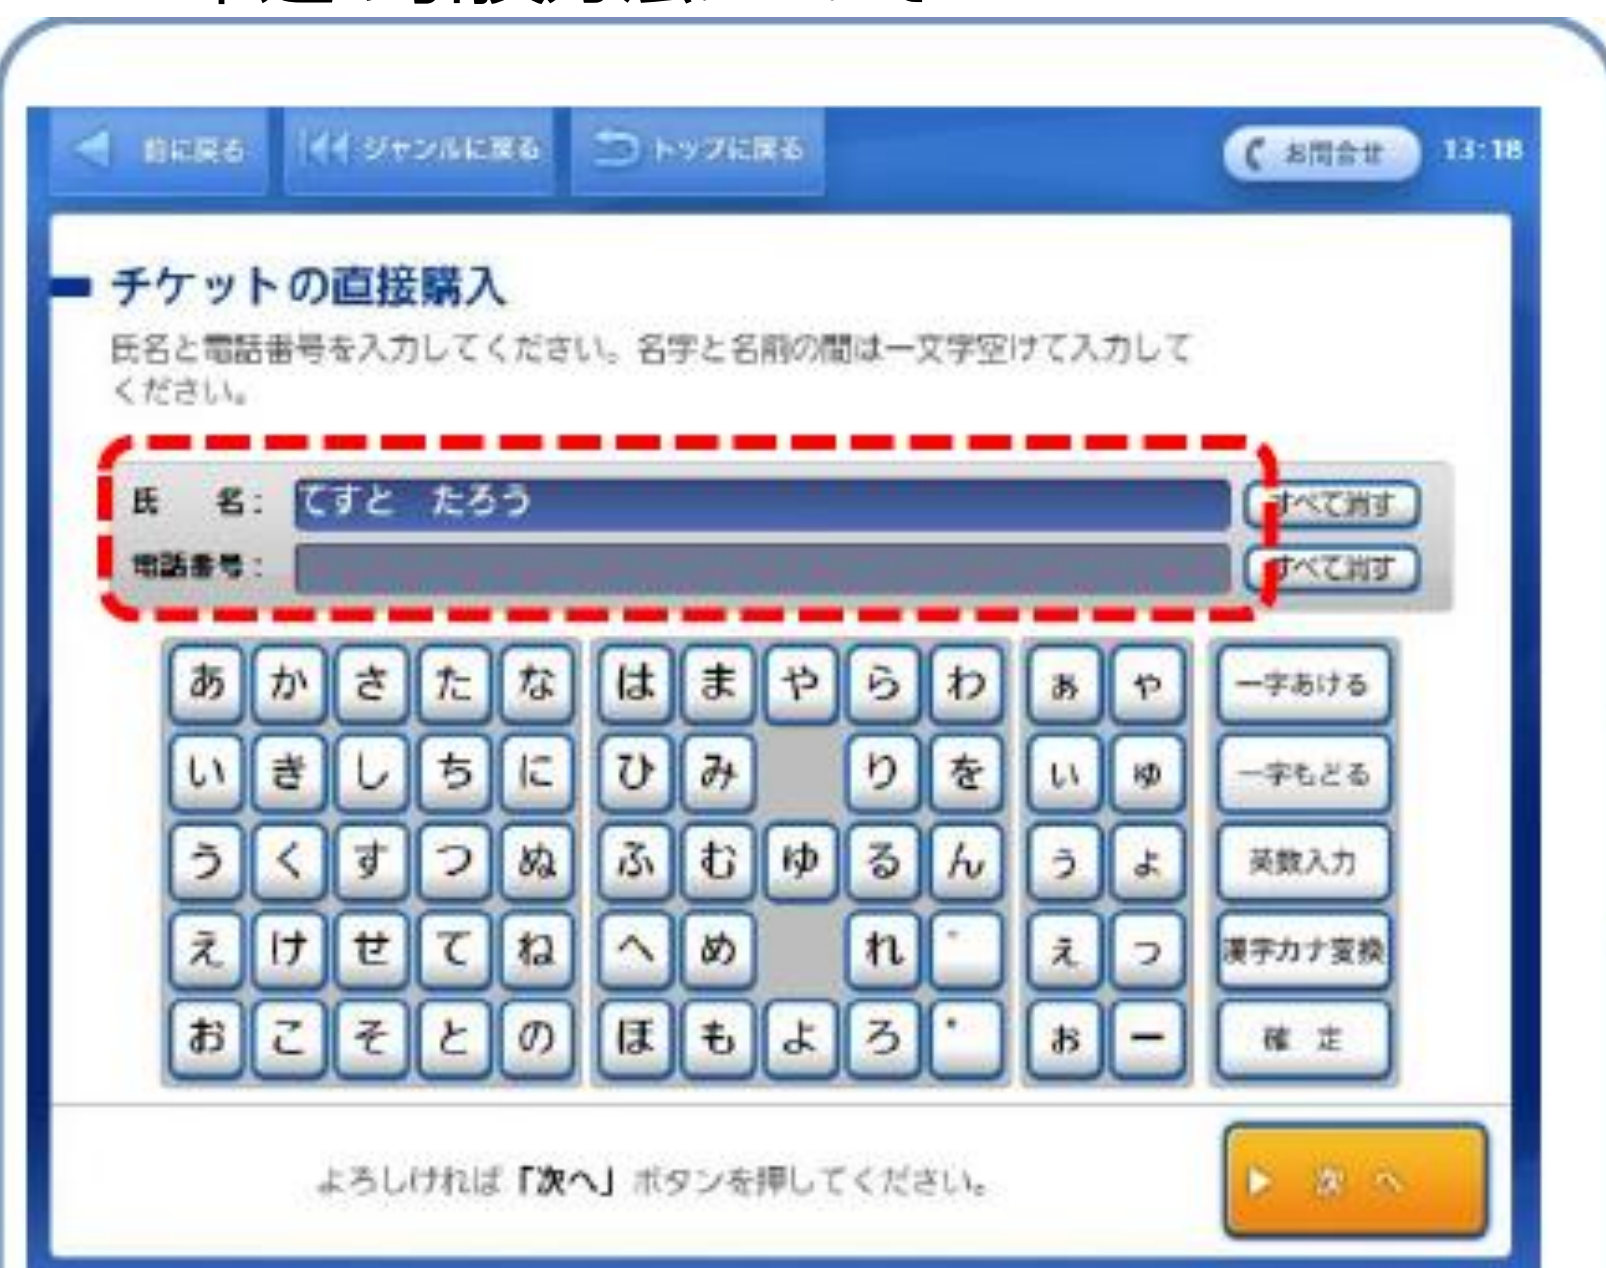 前に戻る ジャンルに戻る トップに戻る お問合せ 13:18
チケットの直接購入
氏名と電話番号を入力してください。名字と名前の間は一文字空けて入力して
ください。
氏 名: てすと たろう すべて消す
電話番号: すべて消す
あ か さ た な は ま や ら わ ぁ ゃ 一字あける
い き し ち に ひ み り を ぃ ゅ 一字もどる
う く す つ ぬ ふ む ゆ る ん ぅ ょ 英数入力
え け せ て ね へ め れ ゛ ぇ っ 漢字カナ変換
お こ そ と の ほ も よ ろ ゜ ぉ ー 確 定
よろしければ「次へ」ボタンを押してください。
次 へ